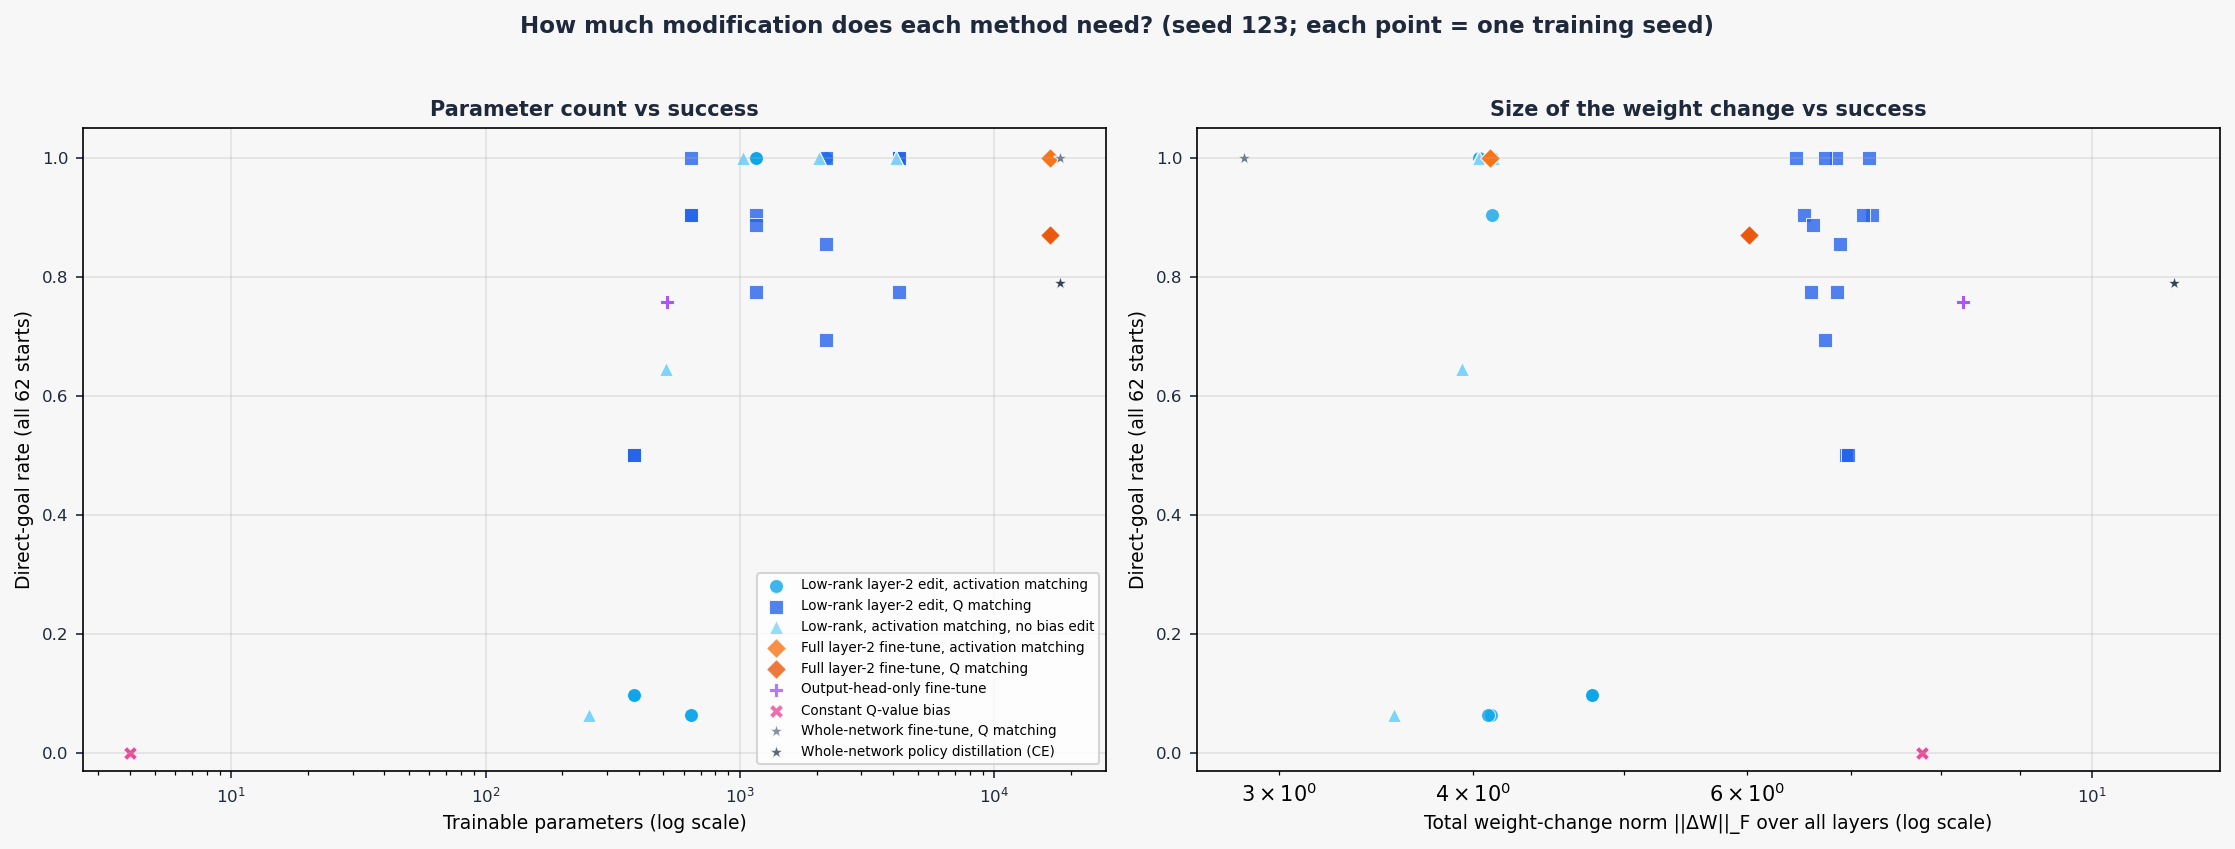 How much modification does each method need? (seed 123; each point = one training seed)
Parameter count vs success
Direct-goal rate (all 62 starts)
1.0
0.8
0.6
0.4
0.2
0.0
Low-rank layer-2 edit, activation matching
Low-rank layer-2 edit, Q matching
Low-rank, activation matching, no bias edit
Full layer-2 fine-tune, activation matching
Full layer-2 fine-tune, Q matching
Output-head-only fine-tune
Constant Q-value bias
Whole-network fine-tune, Q matching
Whole-network policy distillation (CE)
10¹ 10² 10³ 10⁴
Trainable parameters (log scale)
Size of the weight change vs success
Direct-goal rate (all 62 starts)
1.0
0.8
0.6
0.4
0.2
0.0
3 × 10⁰ 4 × 10⁰ 6 × 10⁰ 10¹
Total weight-change norm ||ΔW||_F over all layers (log scale)